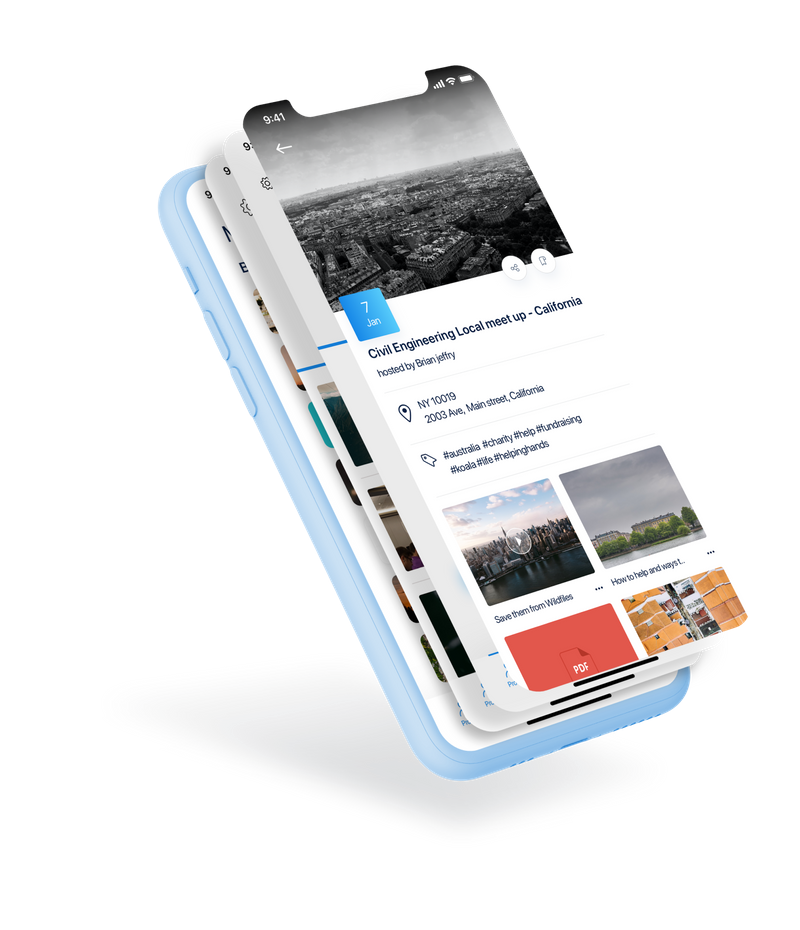 9:41
7
Jan
Civil Engineering Local meet up - California
hosted by Brian jeffry
NY 10019
2003 Ave, Main street, California
#australia #charity #help #fundraising
#koala #life #helpinghands
How to help and ways t...
Save them from Wildfiles
PDF